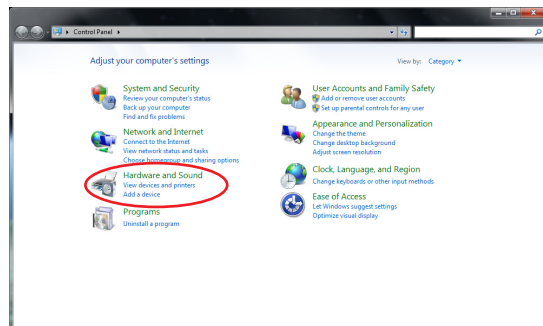 Control Panel
Adjust your computer's settings
View by: Category
System and Security
Review your computer's status
Back up your computer
Find and fix problems
Network and Internet
Connect to the Internet
View network status and tasks
Choose homegroup and sharing options
Hardware and Sound
View devices and printers
Add a device
Programs
Uninstall a program
User Accounts and Family Safety
Add or remove user accounts
Set up parental controls for any user
Appearance and Personalization
Change the theme
Change desktop background
Adjust screen resolution
Clock, Language, and Region
Change keyboards or other input methods
Ease of Access
Let Windows suggest settings
Optimize visual display